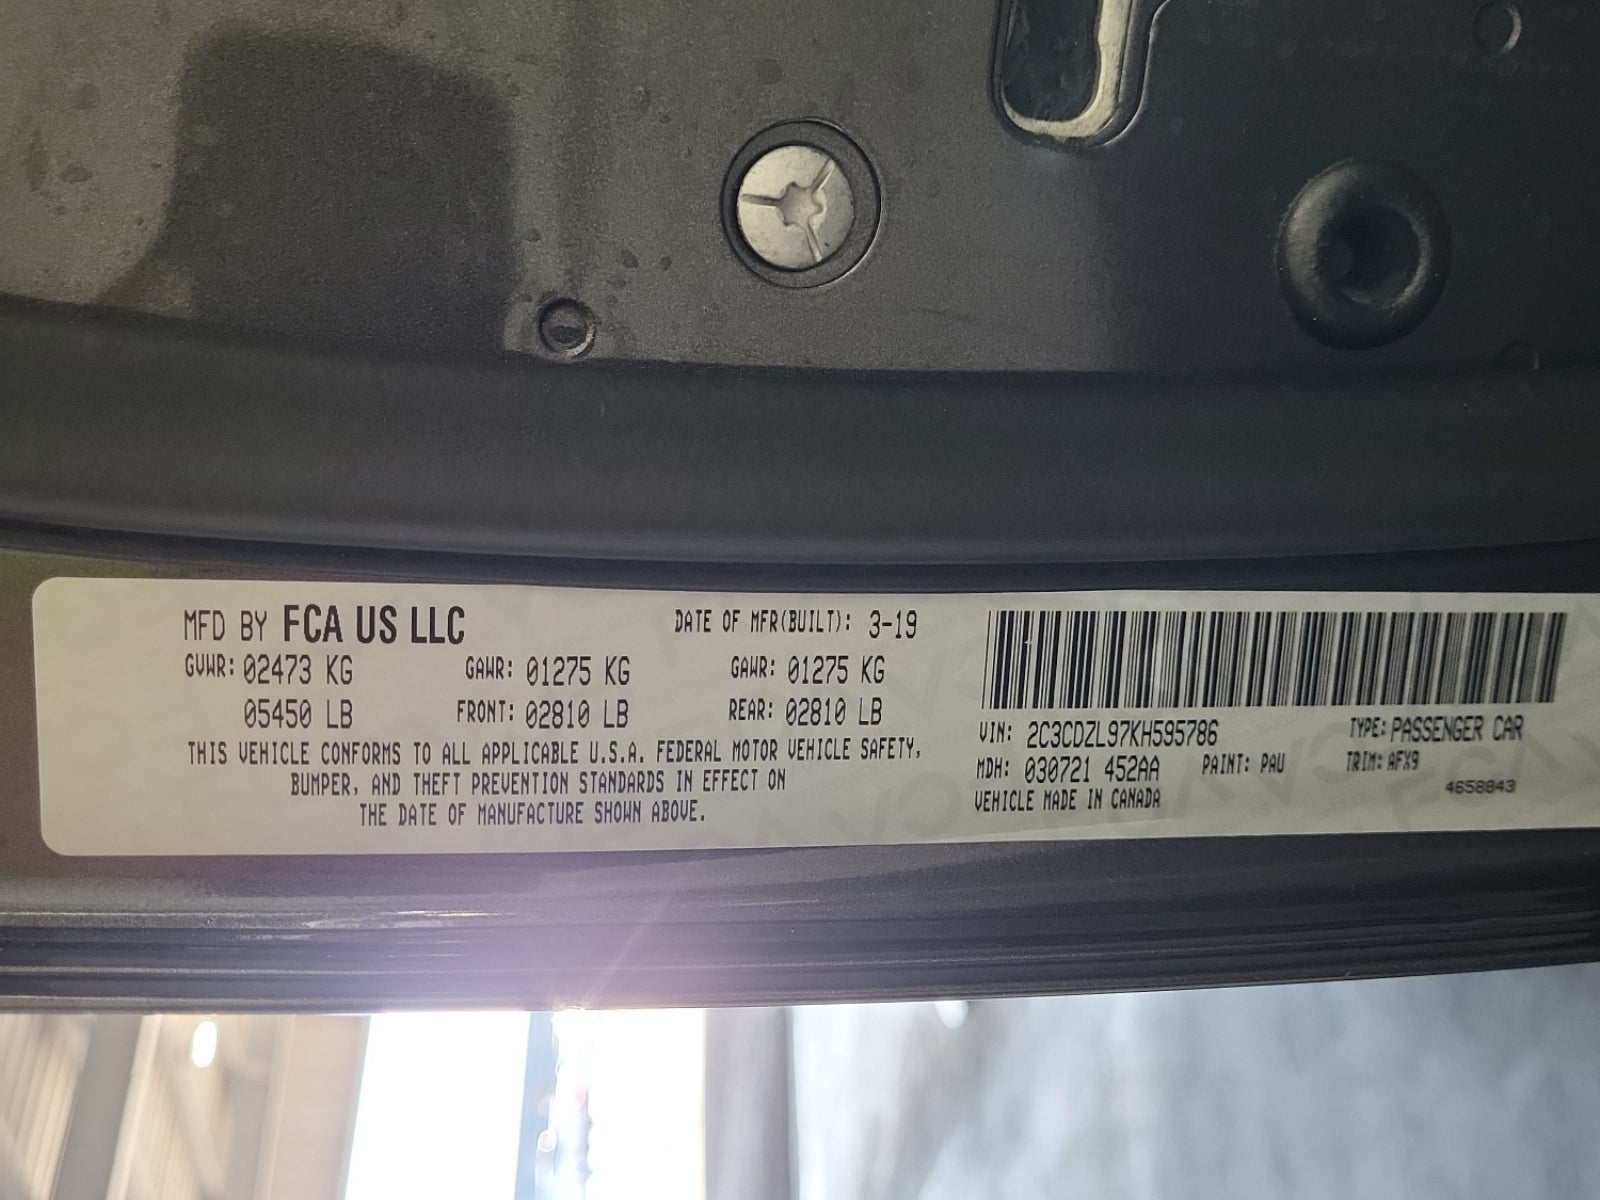 MFD BY FCA US LLC
DATE OF MFR(BUILT): 3-19
GVWR: 02473 KG
GAWR: 01275 KG
GAWR: 01275 KG
05450 LB
FRONT: 02810 LB
REAR: 02810 LB
THIS VEHICLE CONFORMS TO ALL APPLICABLE U.S.A. FEDERAL MOTOR VEHICLE SAFETY,
BUMPER, AND THEFT PREVENTION STANDARDS IN EFFECT ON
THE DATE OF MANUFACTURE SHOWN ABOVE.
VIN: 2C3CDZL97KH595786
TYPE: PASSENGER CAR
MDH: 030721 452AA
PAINT: PAU
TRIM: AFX9
VEHICLE MADE IN CANADA
4658843